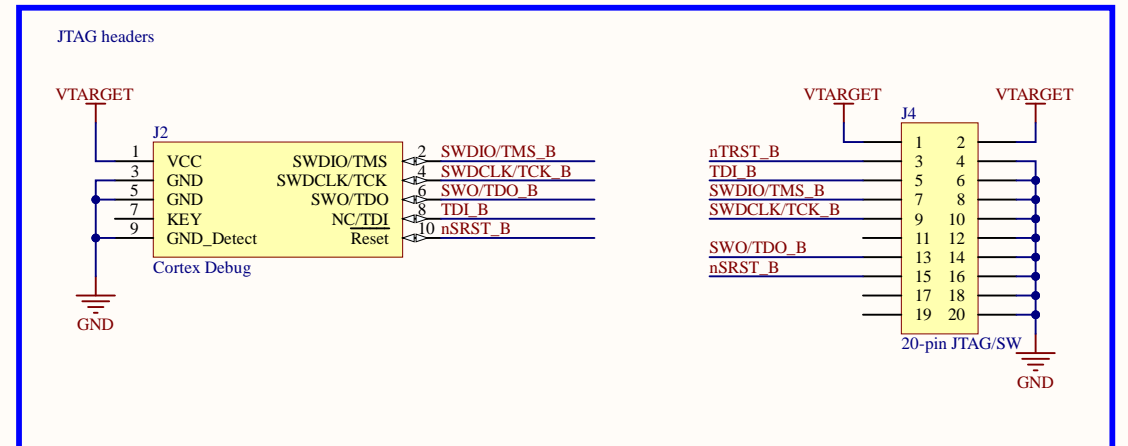 JTAG headers
VTARGET
J2
1 VCC SWDIO/TMS 2 SWDIO/TMS_B
3 GND SWDCLK/TCK 4 SWDCLK/TCK_B
5 GND SWO/TDO 6 SWO/TDO_B
7 KEY NC/TDI 8 TDI_B
9 GND_Detect Reset 10 nSRST_B
Cortex Debug
GND
VTARGET VTARGET
J4
1 2
nTRST_B 3 4
TDI_B 5 6
SWDIO/TMS_B 7 8
SWDCLK/TCK_B 9 10
11 12
SWO/TDO_B 13 14
nSRST_B 15 16
17 18
19 20
20-pin JTAG/SW
GND